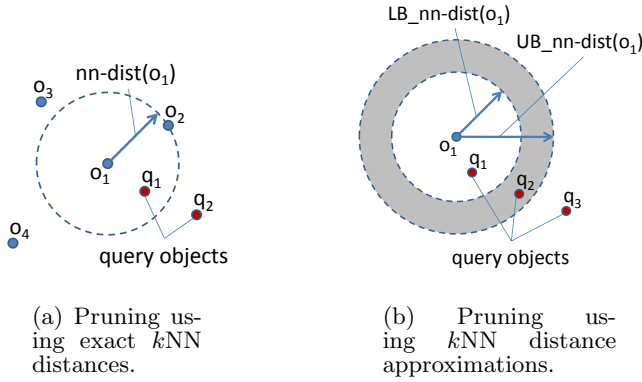 nn-dist(o1)
o3
o2
o1
q1
q2
o4
query objects
(a) Pruning us-
ing exact kNN
distances.
LB_nn-dist(o1)
UB_nn-dist(o1)
o1
q1
q2
q3
query objects
(b) Pruning us-
ing kNN distance
approximations.